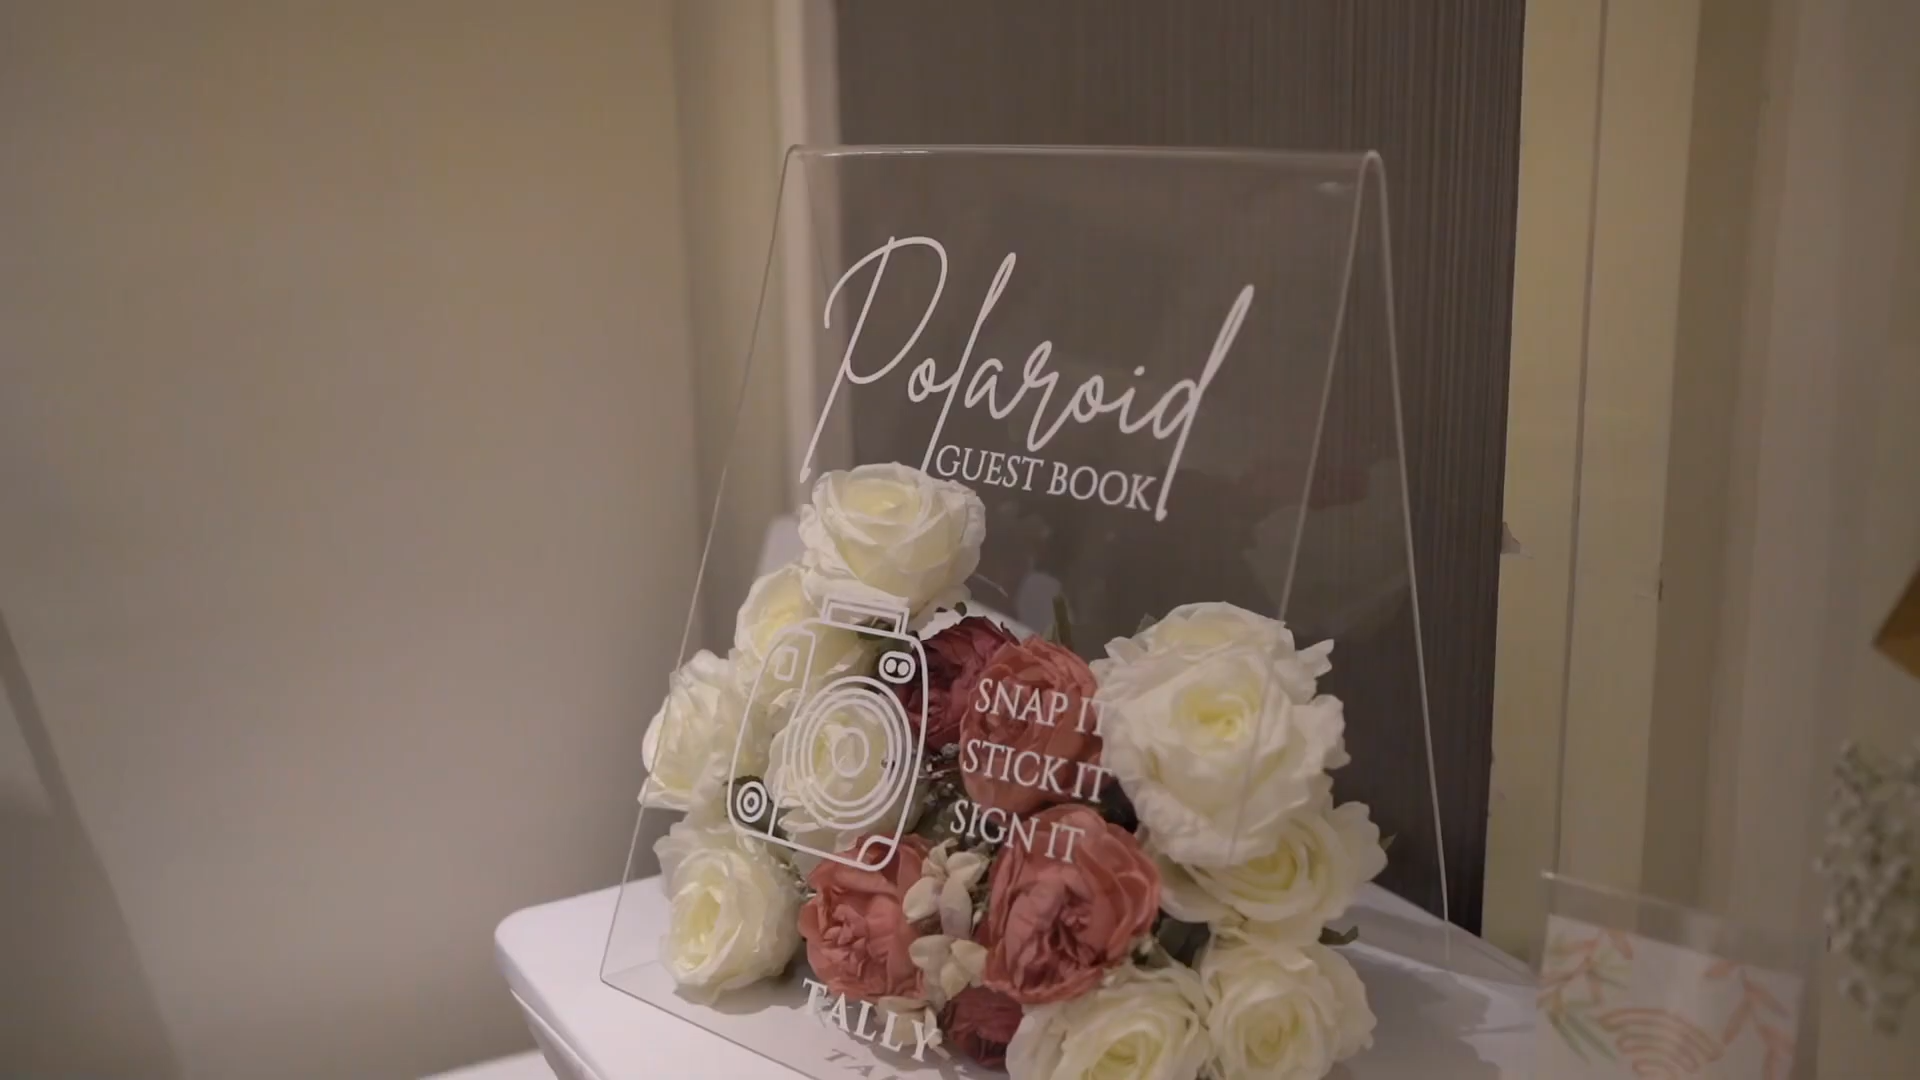 Polaroid
GUEST BOOK
SNAP IT
STICK IT
SIGN IT
TALLY